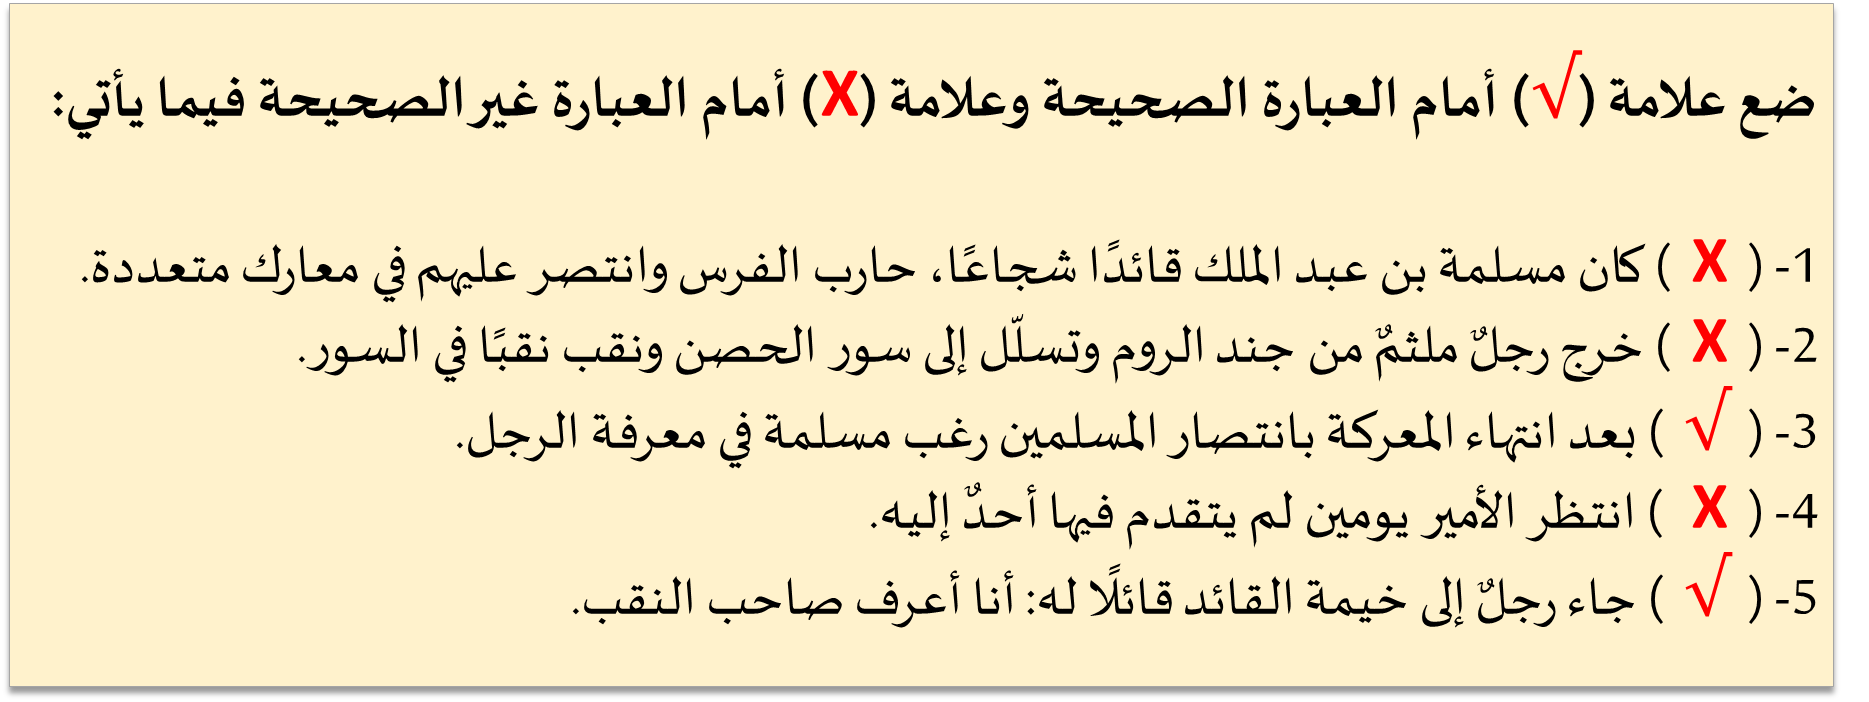 ضع علامة (√) أمام العبارة الصحيحة وعلامة (X) أمام العبارة غير الصحيحة فيما يأتي:
1- ( X ) كان مسلمة بن عبد الملك قائدًا شجاعًا، حارب الفرس وانتصر عليهم في معارك متعددة.
2- ( X ) خرج رجلٌ ملثمٌ من جند الروم وتسلّل إلى سور الحصن ونقب نقبًا في السور.
3- ( √ ) بعد انتهاء المعركة بانتصار المسلمين رغب مسلمة في معرفة الرجل.
4- ( X ) انتظر الأمير يومين لم يتقدم فيها أحدٌ إليه.
5- ( √ ) جاء رجلٌ إلى خيمة القائد قائلًا له: أنا أعرف صاحب النقب.